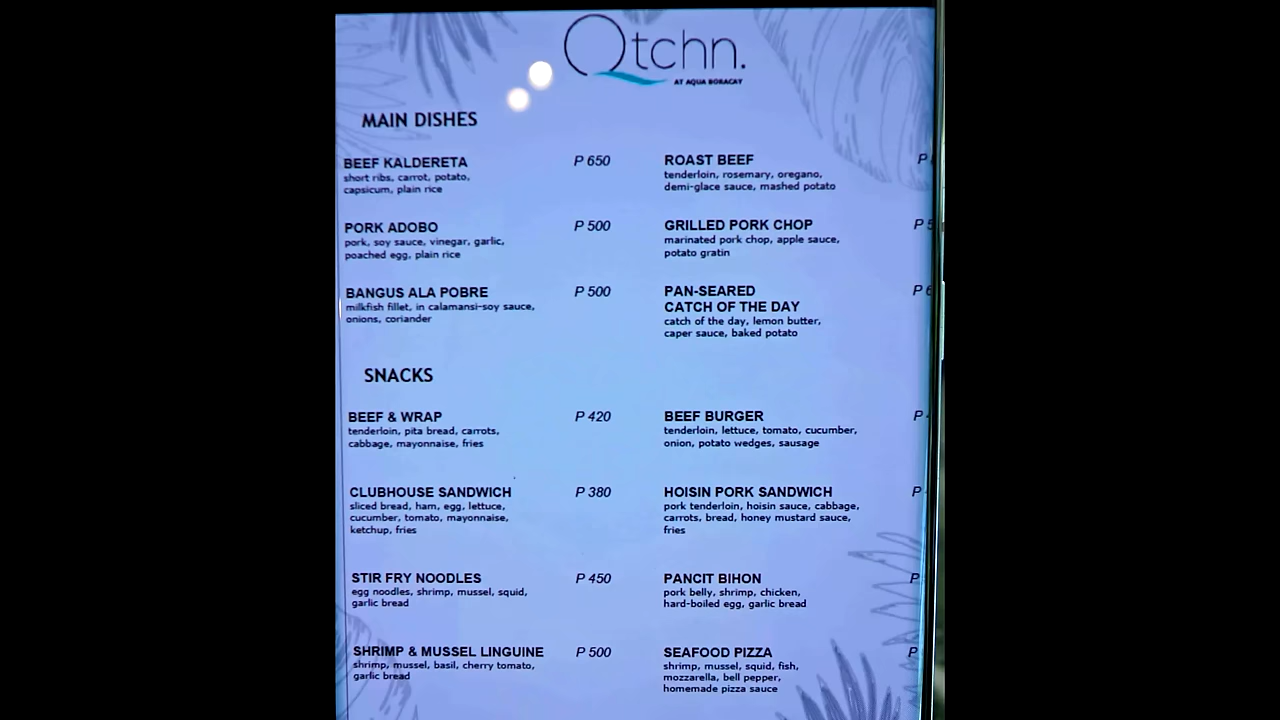 Qtchn.
AT AQUA BORACAY
MAIN DISHES
BEEF KALDERETA P 650
short ribs, carrot, potato,
capsicum, plain rice
PORK ADOBO P 500
pork, soy sauce, vinegar, garlic,
poached egg, plain rice
BANGUS ALA POBRE P 500
milkfish fillet, in calamansi-soy sauce,
onions, coriander
ROAST BEEF P
tenderloin, rosemary, oregano,
demi-glace sauce, mashed potato
GRILLED PORK CHOP P 5
marinated pork chop, apple sauce,
potato gratin
PAN-SEARED P 6
CATCH OF THE DAY
catch of the day, lemon butter,
caper sauce, baked potato
SNACKS
BEEF & WRAP P 420
tenderloin, pita bread, carrots,
cabbage, mayonnaise, fries
CLUBHOUSE SANDWICH P 380
sliced bread, ham, egg, lettuce,
cucumber, tomato, mayonnaise,
ketchup, fries
STIR FRY NOODLES P 450
egg noodles, shrimp, mussel, squid,
garlic bread
SHRIMP & MUSSEL LINGUINE P 500
shrimp, mussel, basil, cherry tomato,
garlic bread
BEEF BURGER P
tenderloin, lettuce, tomato, cucumber,
onion, potato wedges, sausage
HOISIN PORK SANDWICH P
pork tenderloin, hoisin sauce, cabbage,
carrots, bread, honey mustard sauce,
fries
PANCIT BIHON P
pork belly, shrimp, chicken,
hard-boiled egg, garlic bread
SEAFOOD PIZZA P
shrimp, mussel, squid, fish,
mozzarella, bell pepper,
homemade pizza sauce